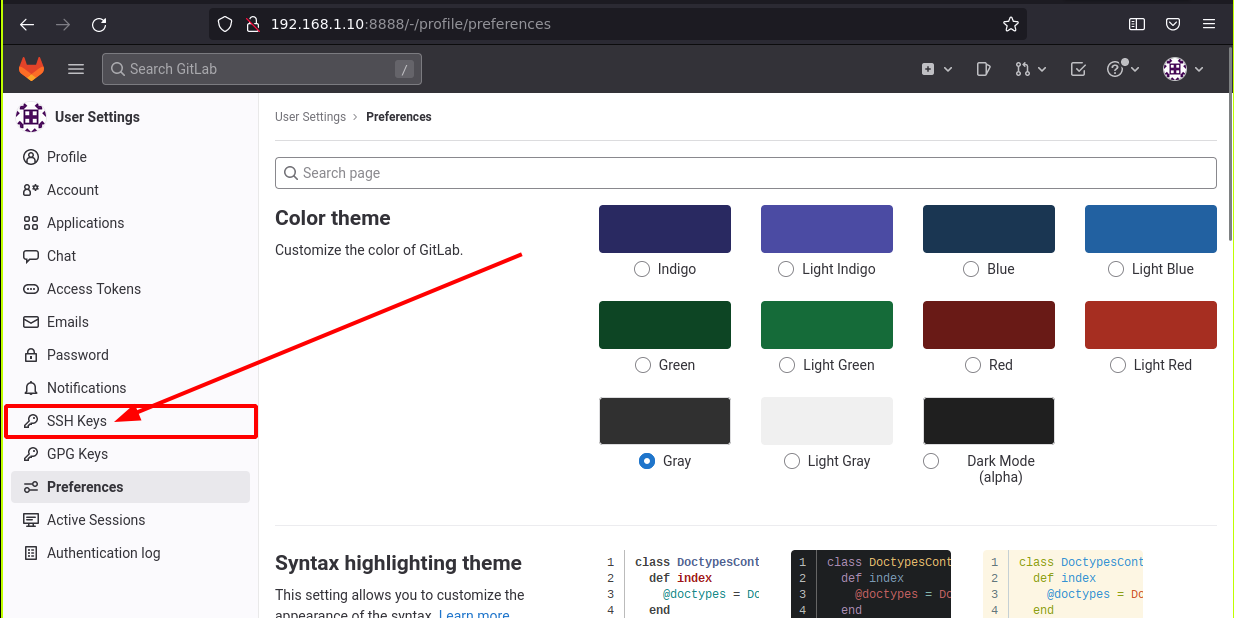 192.168.1.10:8888/-/profile/preferences
Search GitLab
/
User Settings
Profile
Account
Applications
Chat
Access Tokens
Emails
Password
Notifications
SSH Keys
GPG Keys
Preferences
Active Sessions
Authentication log
User Settings › Preferences
Search page
Color theme
Customize the color of GitLab.
Indigo
Light Indigo
Blue
Light Blue
Green
Light Green
Red
Light Red
Gray
Light Gray
Dark Mode
(alpha)
Syntax highlighting theme
This setting allows you to customize the
appearance of the syntax. Learn more.
1 class DoctypesCont
2 def index
3 @doctypes = Dc
4 end
1 class DoctypesCont
2 def index
3 @doctypes = Dc
4 end
1 class DoctypesCont
2 def index
3 @doctypes = Dc
4 end